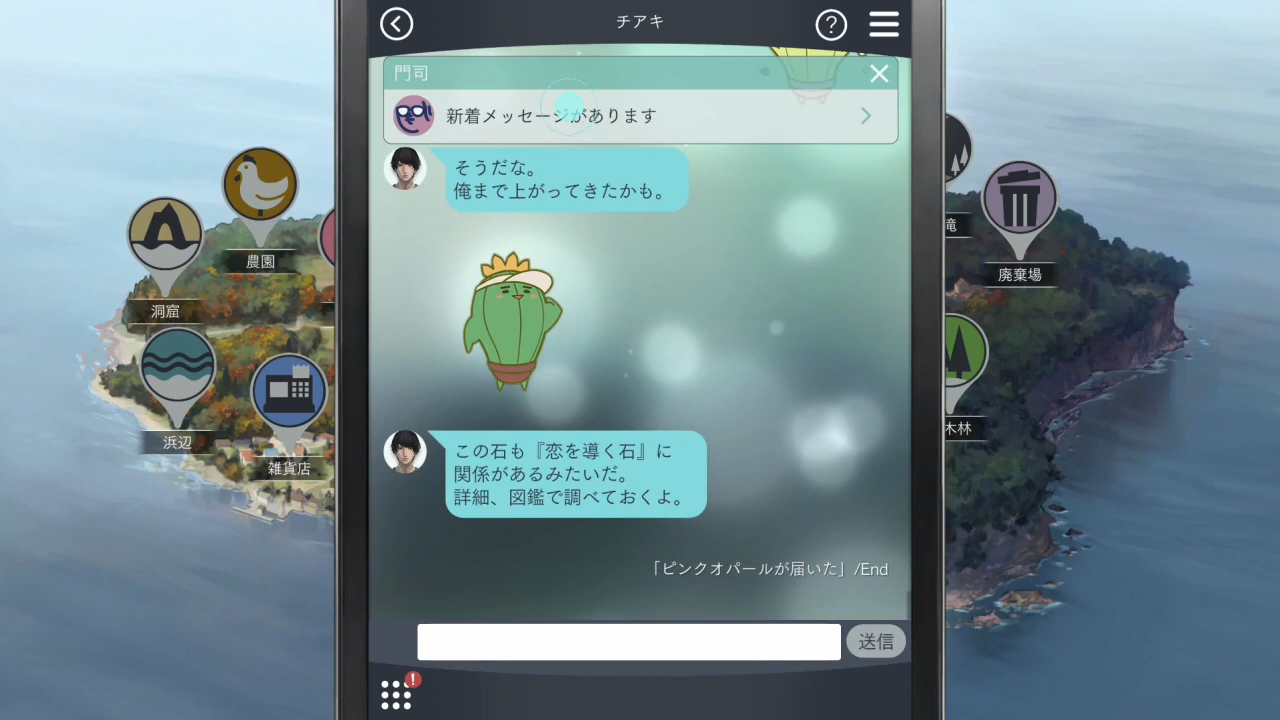 チアキ
?
門司
新着メッセージがあります
そうだな。
俺まで上がってきたかも。
この石も『恋を導く石』に
関係があるみたいだ。
詳細、図鑑で調べておくよ。
「ピンクオパールが届いた」/End
送信
!
農園
洞窟
浜辺
雑貨店
滝
廃棄場
木林